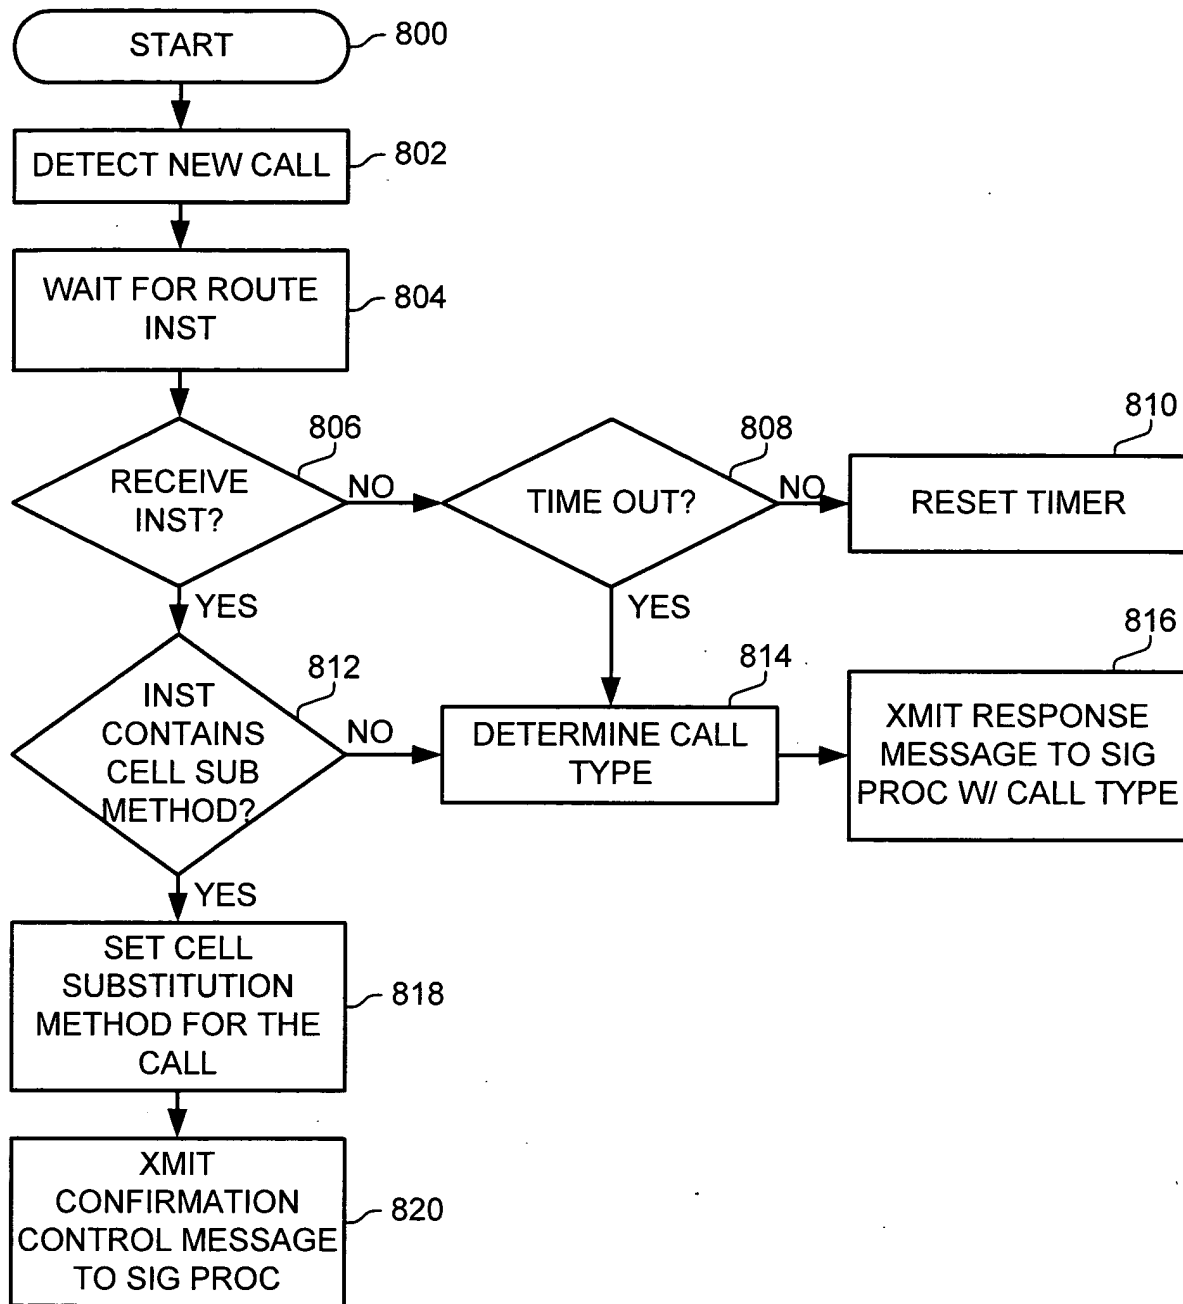 START
800
DETECT NEW CALL
802
WAIT FOR ROUTE
INST
804
RECEIVE
INST?
806
NO
TIME OUT?
808
NO
RESET TIMER
810
YES
YES
INST
CONTAINS
CELL SUB
METHOD?
812
NO
DETERMINE CALL
TYPE
814
XMIT RESPONSE
MESSAGE TO SIG
PROC W/ CALL TYPE
816
YES
SET CELL
SUBSTITUTION
METHOD FOR THE
CALL
818
XMIT
CONFIRMATION
CONTROL MESSAGE
TO SIG PROC
820